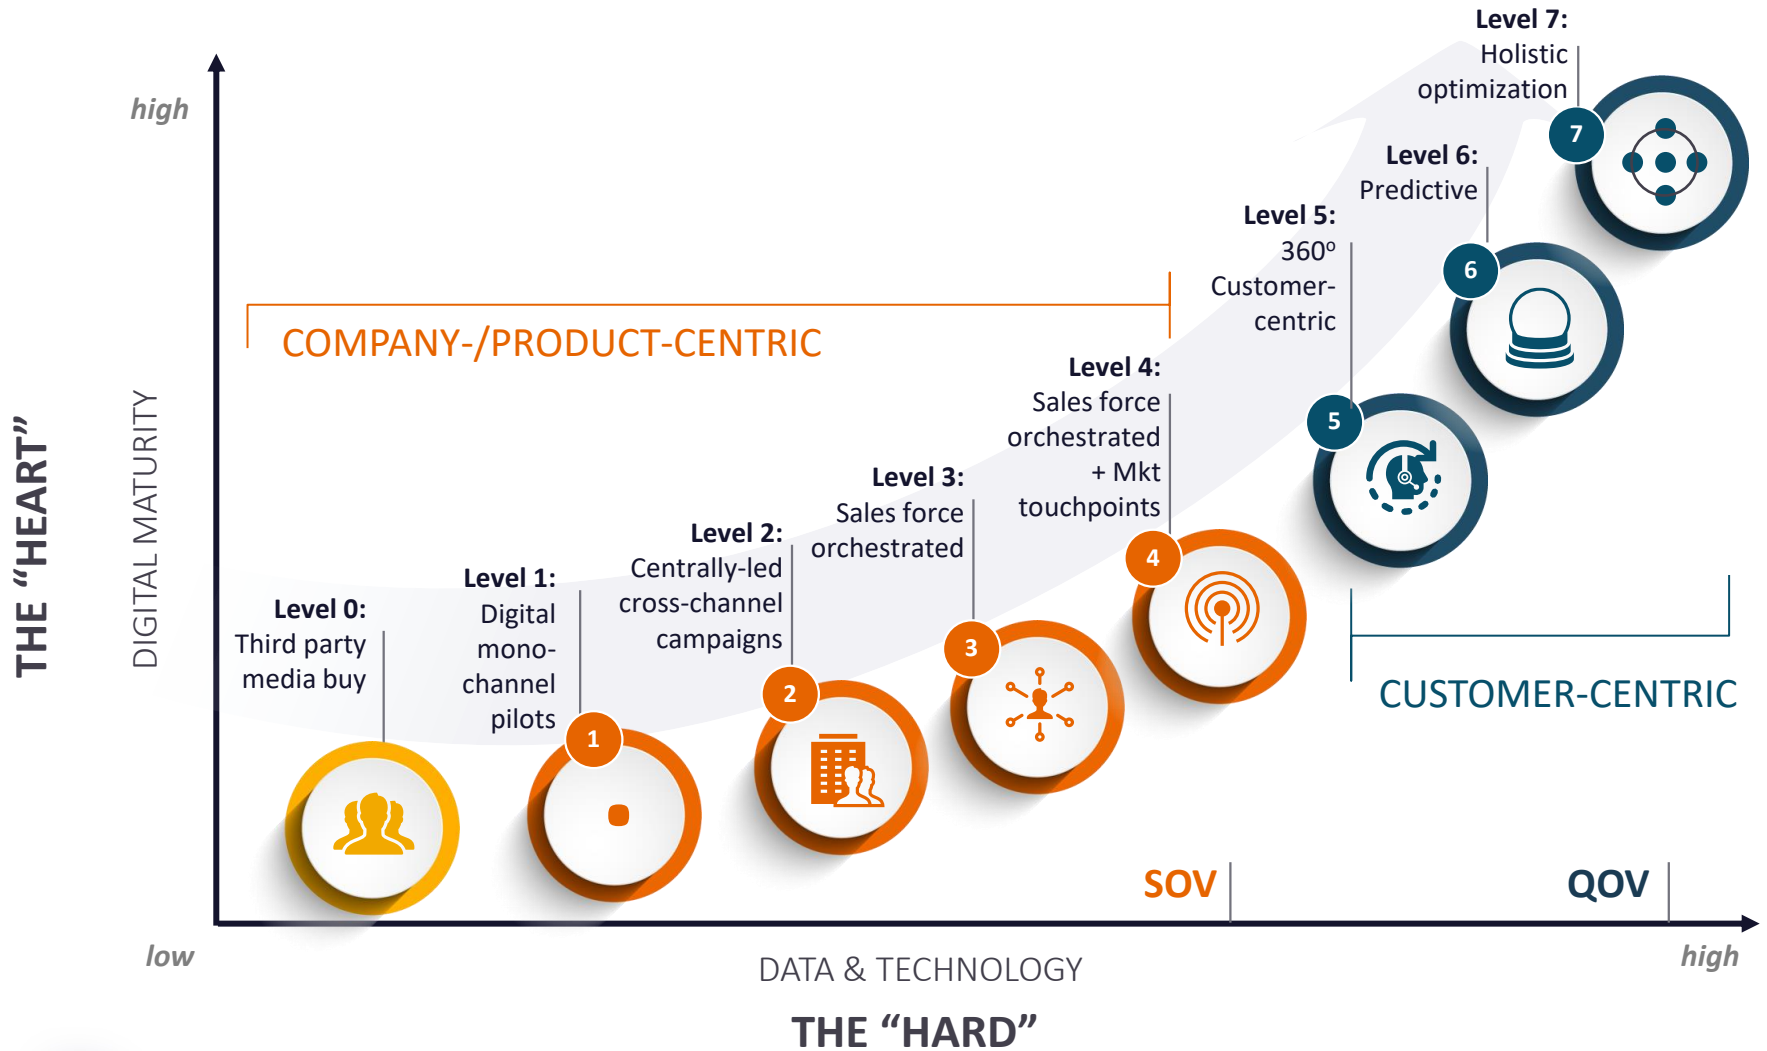 Level 7:
Holistic
optimization
7
high
Level 6:
Predictive
6
Level 5:
360º
Customer-
centric
5
COMPANY-/PRODUCT-CENTRIC
Level 4:
Sales force
orchestrated
+ Mkt
touchpoints
4
Level 3:
Sales force
orchestrated
3
Level 2:
Centrally-led
cross-channel
campaigns
2
Level 1:
Digital
mono-
channel
pilots
1
Level 0:
Third party
media buy
THE “HEART”
DIGITAL MATURITY
CUSTOMER-CENTRIC
SOV
QOV
low
high
DATA & TECHNOLOGY
THE “HARD”